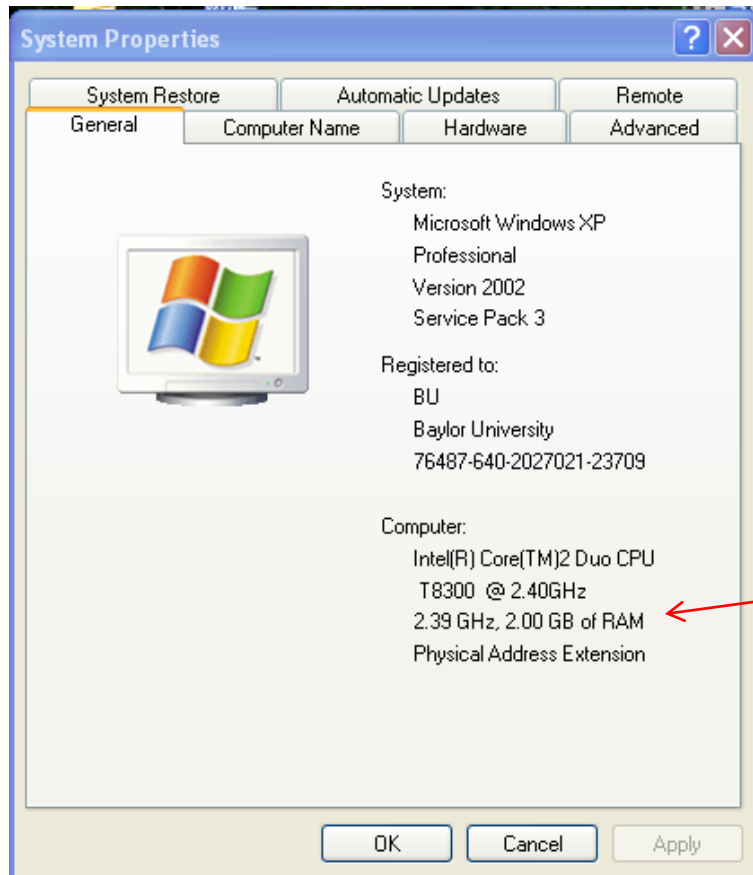 System Properties
System Restore
Automatic Updates
Remote
General
Computer Name
Hardware
Advanced
System:
Microsoft Windows XP
Professional
Version 2002
Service Pack 3
Registered to:
BU
Baylor University
76487-640-2027021-23709
Computer:
Intel(R) Core(TM)2 Duo CPU
T8300 @ 2.40GHz
2.39 GHz, 2.00 GB of RAM
Physical Address Extension
OK
Cancel
Apply